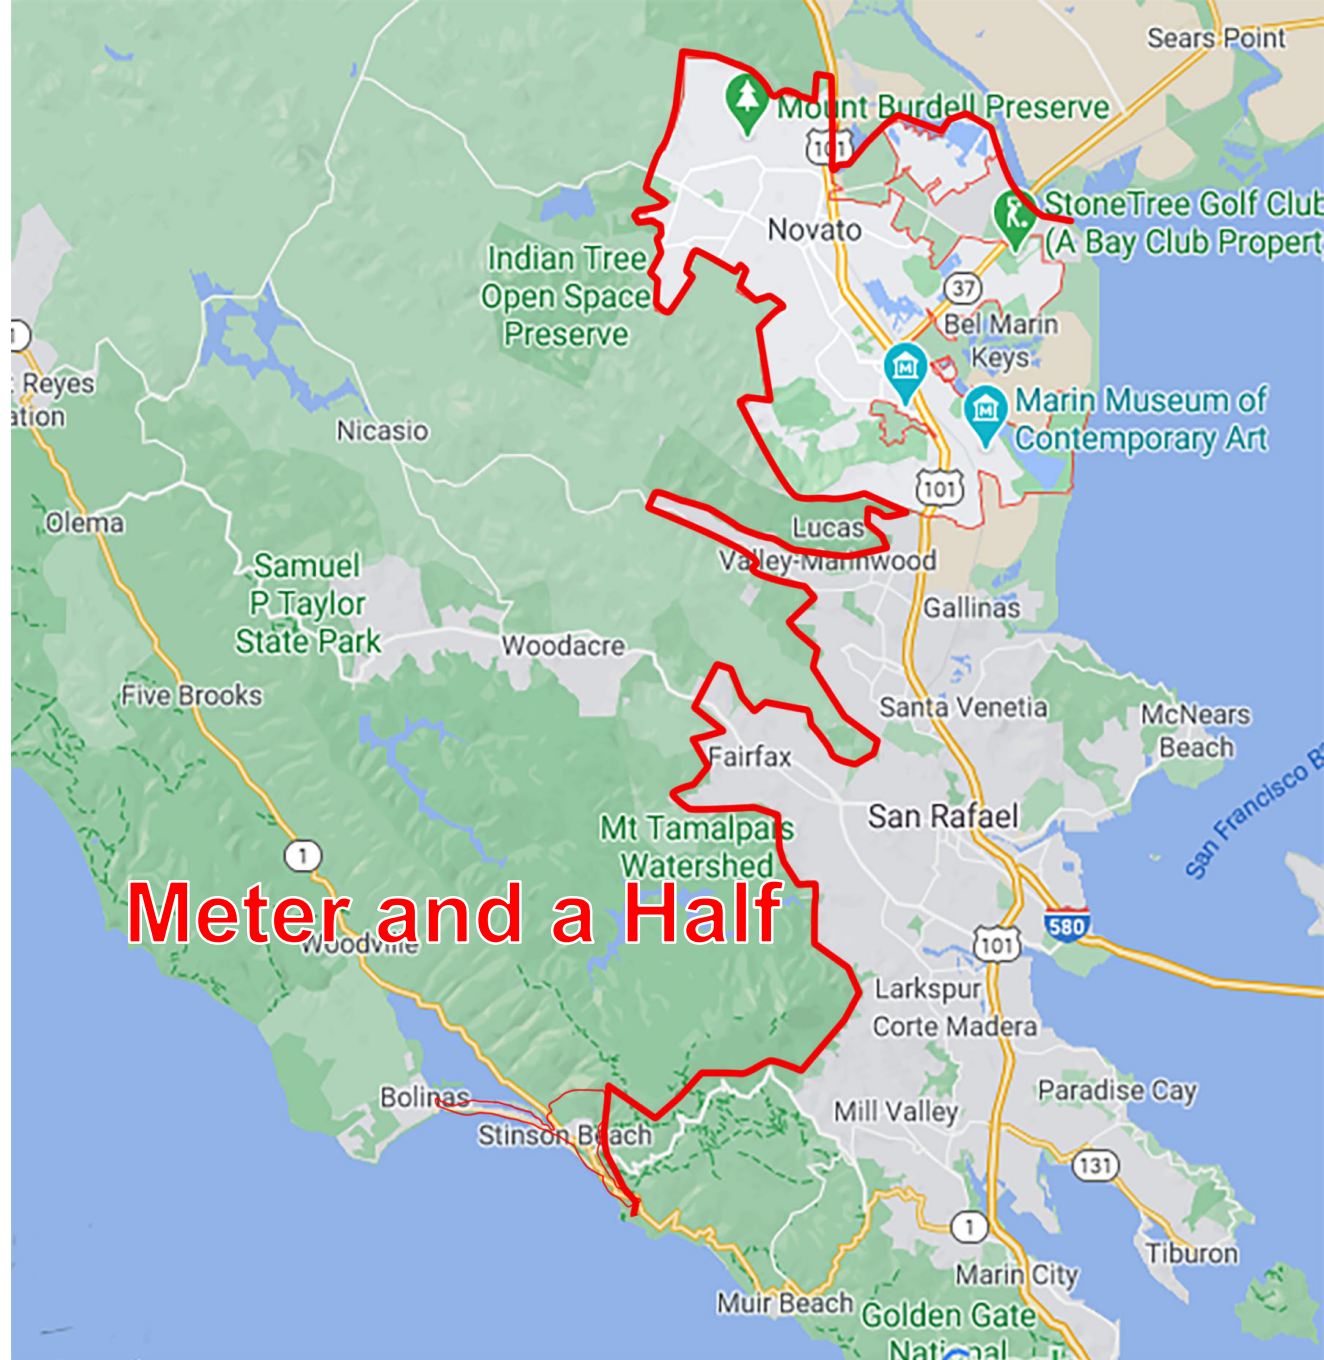 Sears Point
Mount Burdell Preserve
101
StoneTree Golf Club
(A Bay Club Propert
Novato
Indian Tree
Open Space
Preserve
37
Bel Marin
Keys
1
Reyes
ation
Marin Museum of
Contemporary Art
Nicasio
101
Olema
Lucas
Valley-Marinwood
Samuel
P Taylor
State Park
Gallinas
Woodacre
Five Brooks
Santa Venetia
McNears
Beach
Fairfax
San Francisco B
San Rafael
Mt Tamalpais
Watershed
1
Meter and a Half
Woodville
580
101
Larkspur
Corte Madera
Bolinas
Paradise Cay
Mill Valley
Stinson Beach
131
1
Tiburon
Marin City
Muir Beach
Golden Gate
National